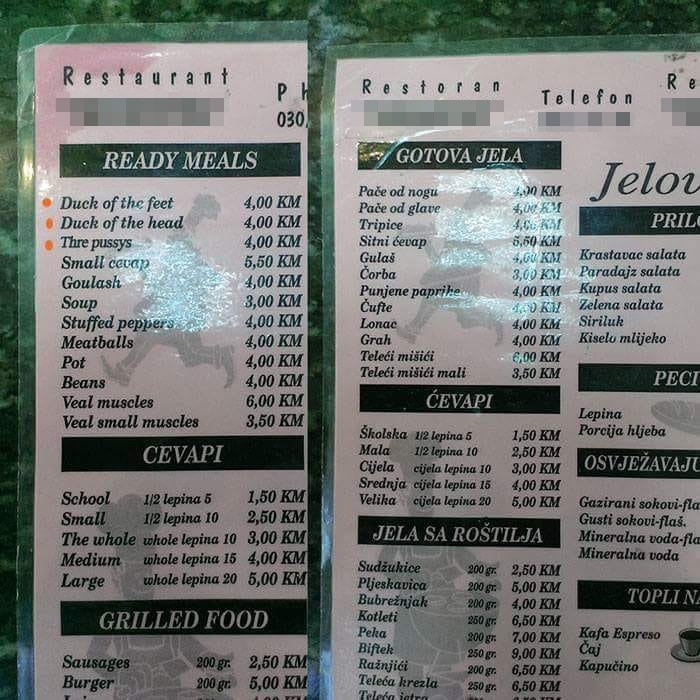 Restaurant
P
030,
READY MEALS
Duck of the feet 4,00 KM
Duck of the head 4,00 KM
Thre pussys 4,00 KM
Small cevap 5,50 KM
Goulash 4,00 KM
Soup 3,00 KM
Stuffed peppers 4,00 KM
Meatballs 4,00 KM
Pot 4,00 KM
Beans 4,00 KM
Veal muscles 6,00 KM
Veal small muscles 3,50 KM
CEVAPI
School 1/2 lepina 5 1,50 KM
Small 1/2 lepina 10 2,50 KM
The whole whole lepina 10 3,00 KM
Medium whole lepina 15 4,00 KM
Large whole lepina 20 5,00 KM
GRILLED FOOD
Sausages 200 gr. 2,50 KM
Burger 200 gr. 5,00 KM
Restoran
Telefon
Re
GOTOVA JELA
Pače od nogu 4,00 KM
Pače od glave 4,00 KM
Tripice 4,00 KM
Sitni ćevap 5,50 KM
Gulaš 4,00 KM
Čorba 3,00 KM
Punjene paprike 4,00 KM
Čufte 4,00 KM
Lonac 4,00 KM
Grah 4,00 KM
Teleći mišići 6,00 KM
Teleći mišići mali 3,50 KM
ĆEVAPI
Školska 1/2 lepina 5 1,50 KM
Mala 1/2 lepina 10 2,50 KM
Cijela cijela lepina 10 3,00 KM
Srednja cijela lepina 15 4,00 KM
Velika cijela lepina 20 5,00 KM
JELA SA ROŠTILJA
Sudžukice 200 gr. 2,50 KM
Pljeskavica 200 gr. 5,00 KM
Bubrežnjak 200 gr. 4,00 KM
Kotleti 250 gr. 6,50 KM
Peka 200 gr. 7,00 KM
Biftek 250 gr. 9,00 KM
Ražnjići 200 gr. 6,50 KM
Teleća krezla 250 gr. 6,50 KM
Teleća jetra
Jelov
PRILO
Krastavac salata
Paradajz salata
Kupus salata
Zelena salata
Siriluk
Kiselo mlijeko
PECI
Lepina
Porcija hljeba
OSVJEŽAVAJU
Gazirani sokovi-fla
Gusti sokovi-flaš.
Mineralna voda-fla
Mineralna voda
TOPLI NA
Kafa Espreso
Čaj
Kapučino